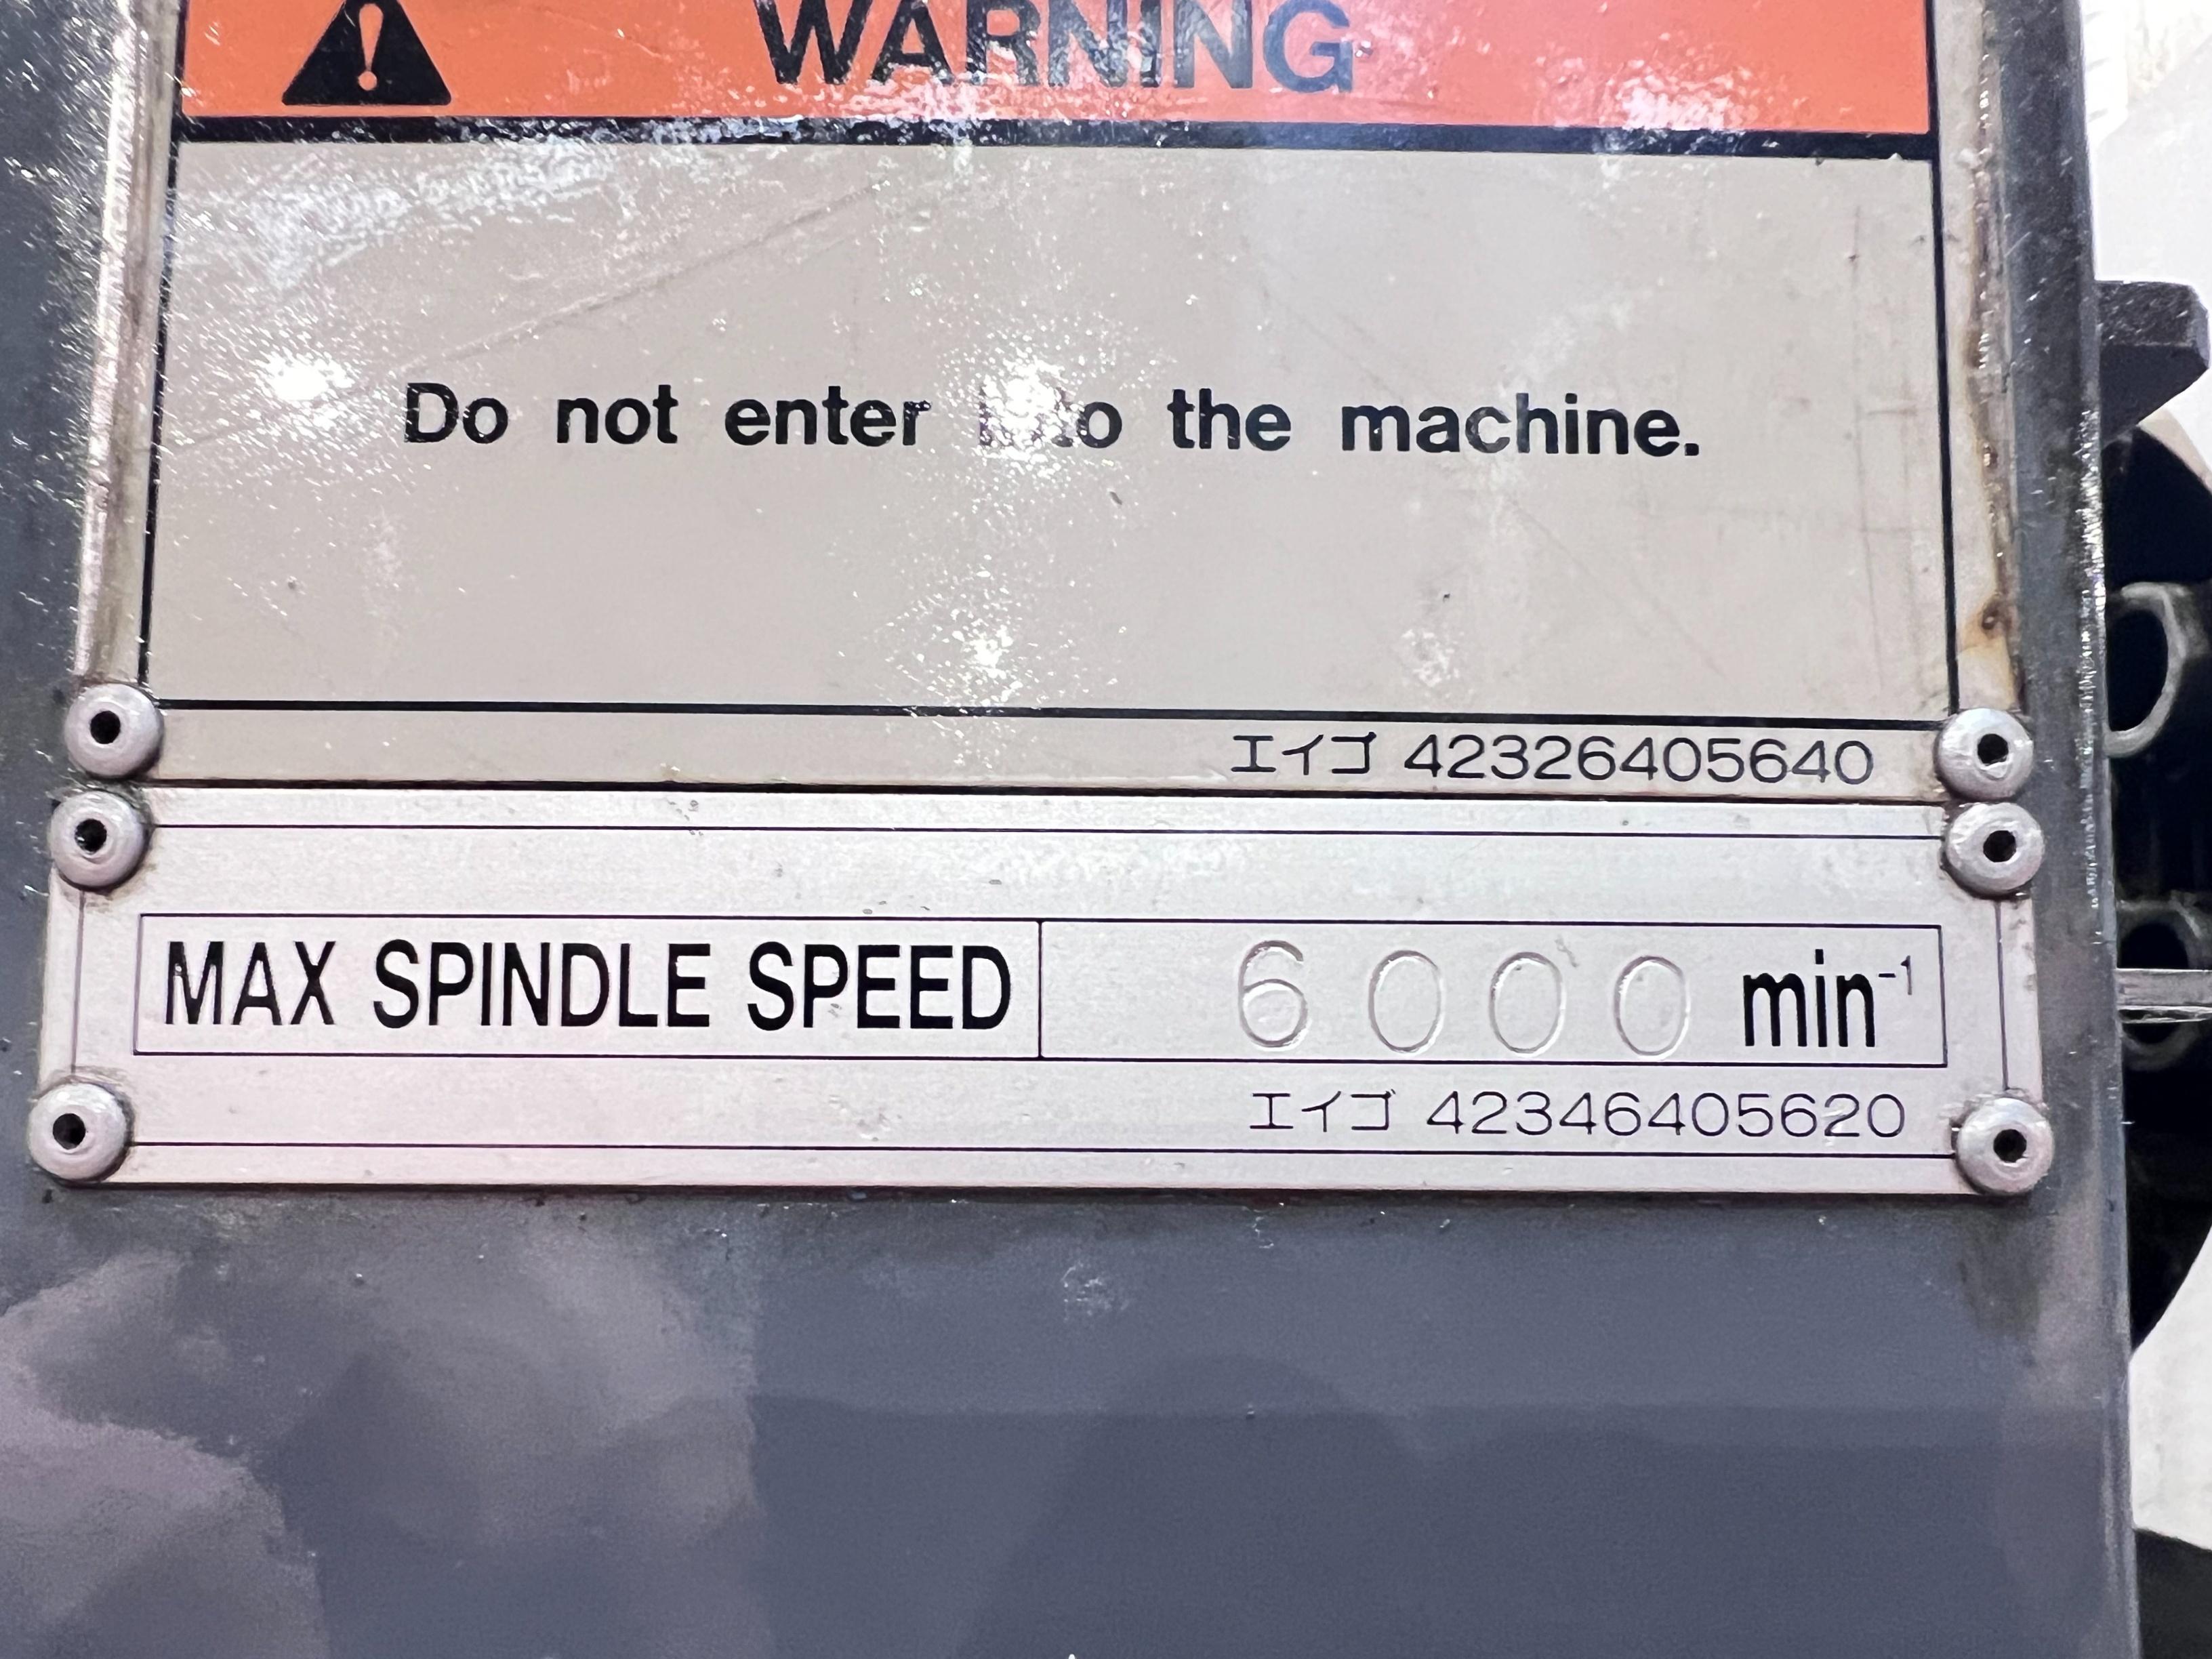 WARNING
Do not enter into the machine.
エイゴ 42326405640
MAX SPINDLE SPEED 6000 min⁻¹
エイゴ 42346405620